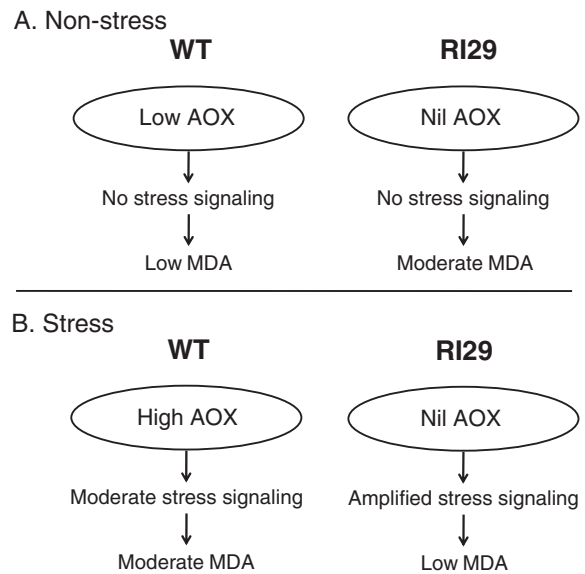 A. Non-stress
WT RI29
Low AOX Nil AOX
No stress signaling No stress signaling
Low MDA Moderate MDA
B. Stress
WT RI29
High AOX Nil AOX
Moderate stress signaling Amplified stress signaling
Moderate MDA Low MDA